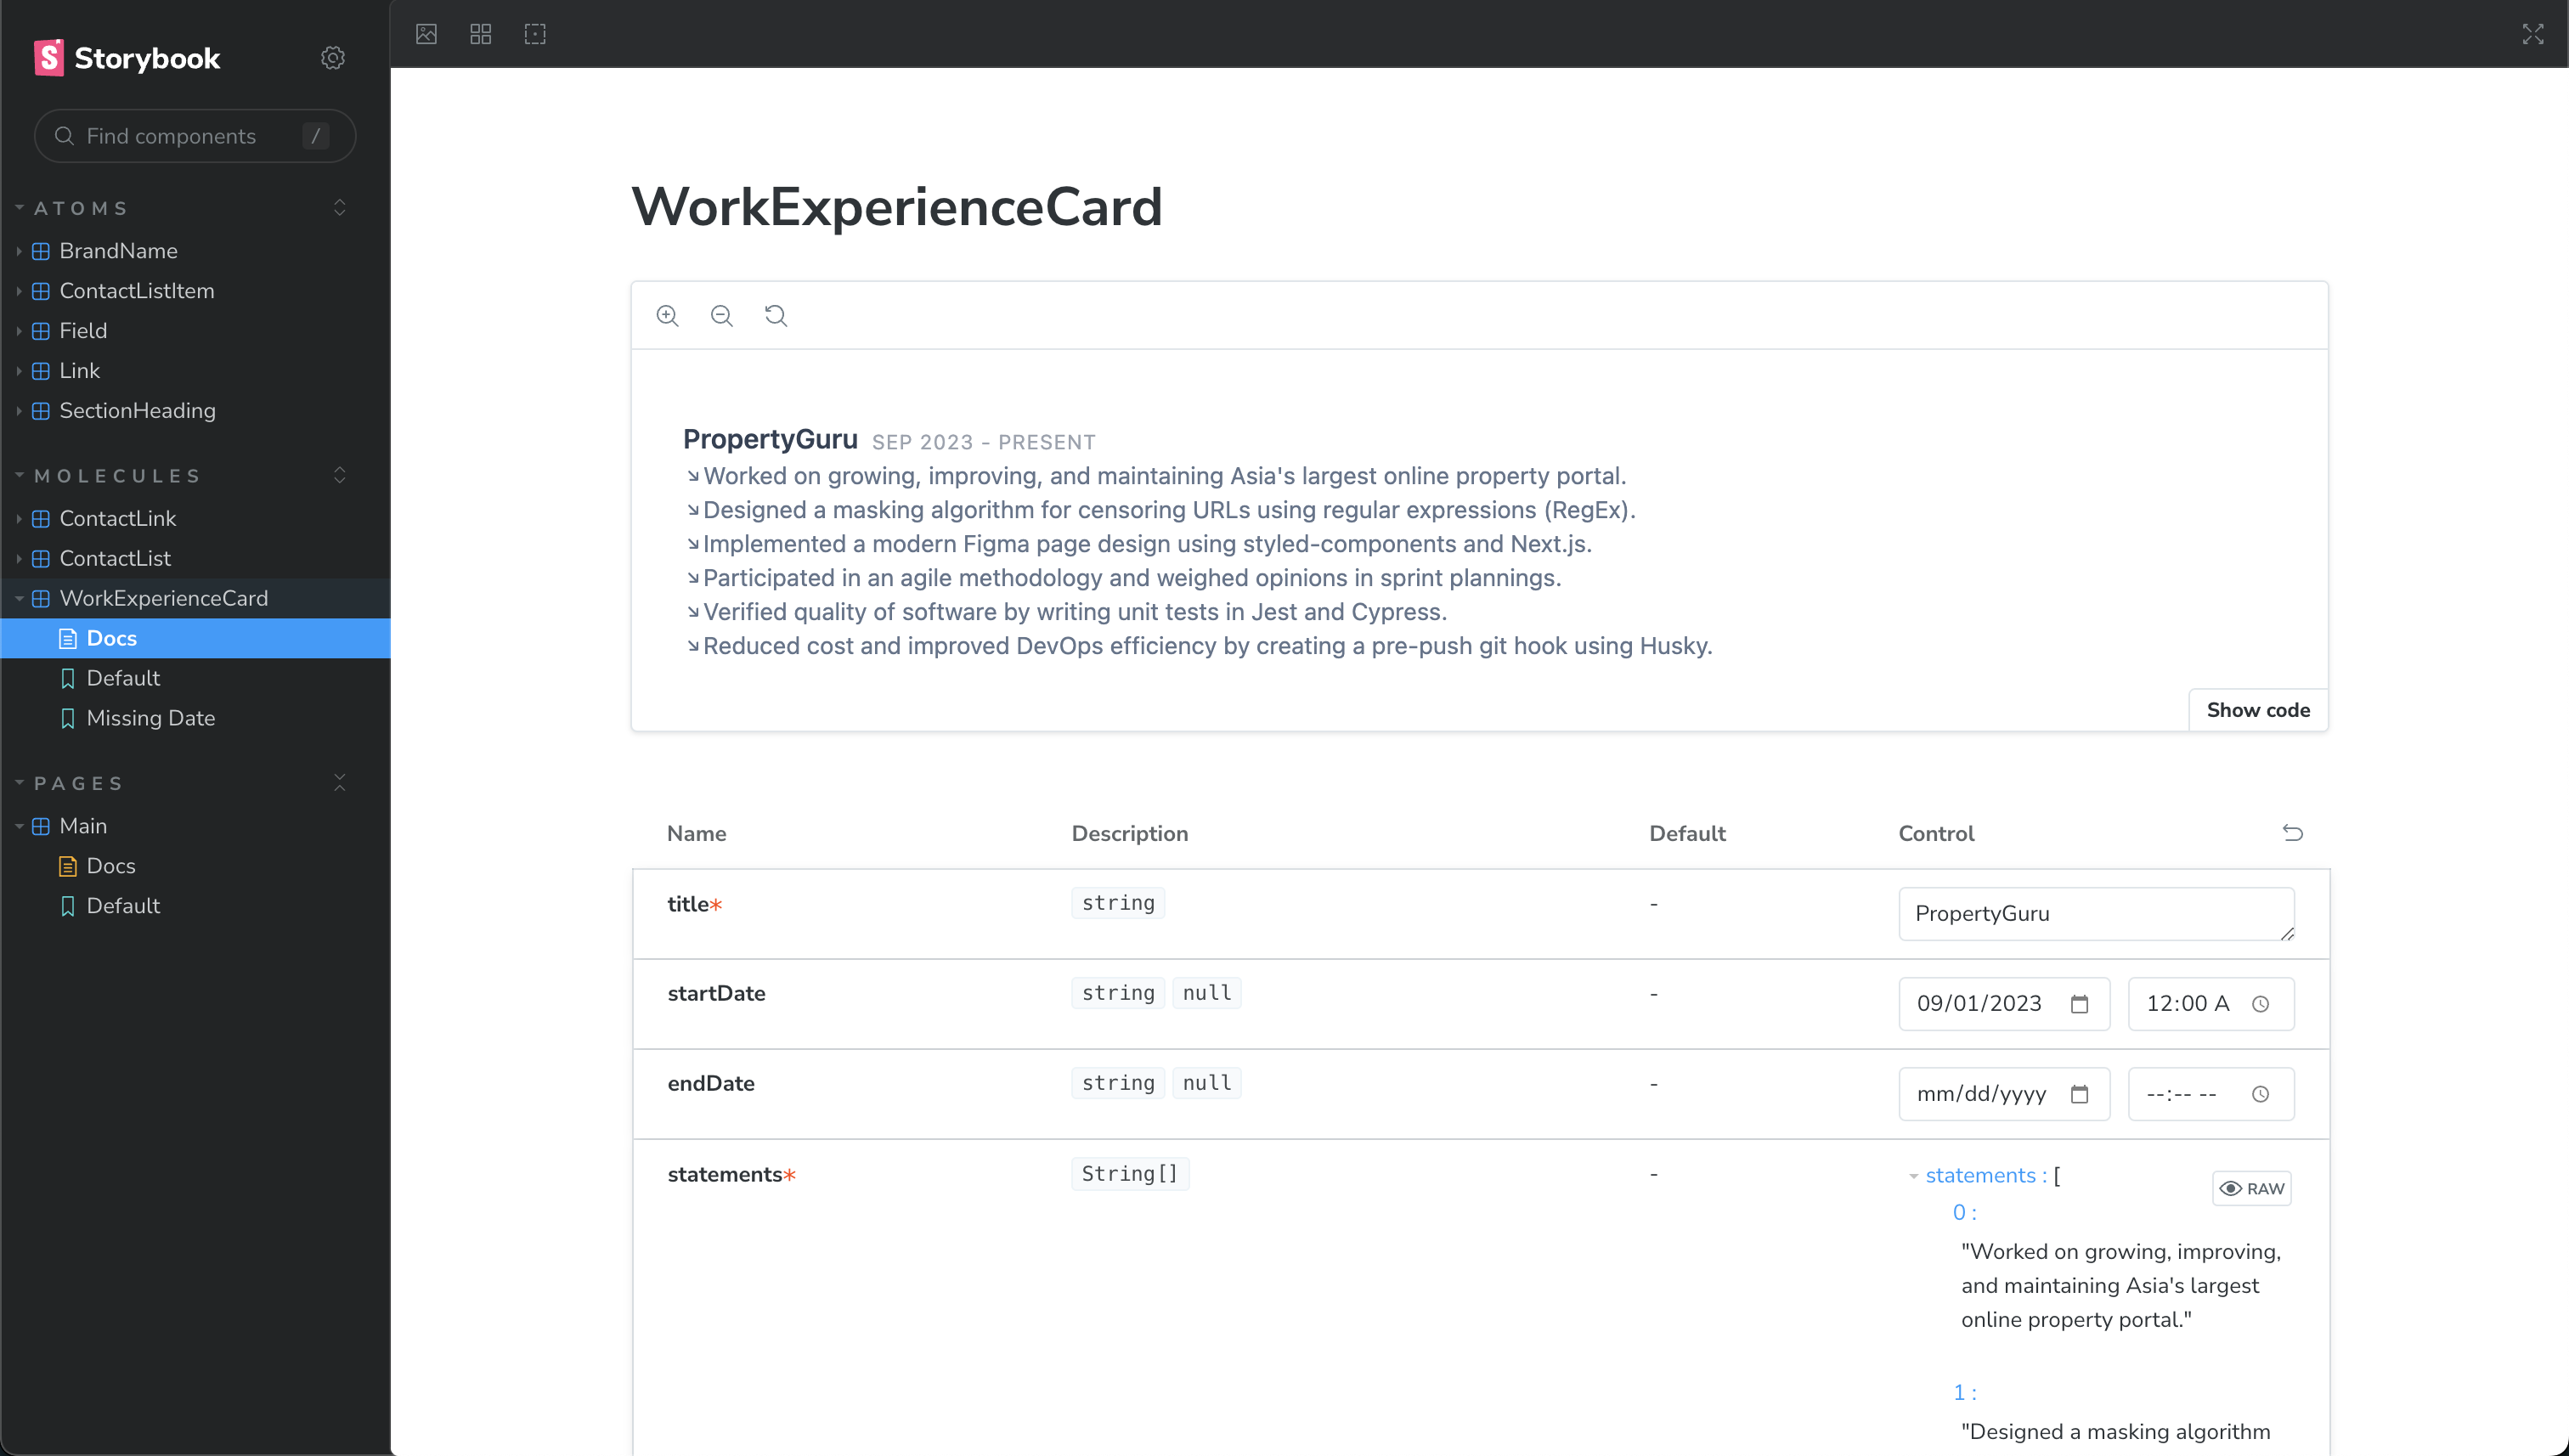 Storybook
Find components /
ATOMS
BrandName
ContactListItem
Field
Link
SectionHeading
MOLECULES
ContactLink
ContactList
WorkExperienceCard
Docs
Default
Missing Date
PAGES
Main
Docs
Default
WorkExperienceCard
PropertyGuru SEP 2023 - PRESENT
Worked on growing, improving, and maintaining Asia's largest online property portal.
Designed a masking algorithm for censoring URLs using regular expressions (RegEx).
Implemented a modern Figma page design using styled-components and Next.js.
Participated in an agile methodology and weighed opinions in sprint plannings.
Verified quality of software by writing unit tests in Jest and Cypress.
Reduced cost and improved DevOps efficiency by creating a pre-push git hook using Husky.
Show code
Name Description Default Control
title* string - PropertyGuru
startDate string null - 09/01/2023 12:00 A
endDate string null - mm/dd/yyyy --:-- --
statements* String[] - statements : [ RAW
0 :
"Worked on growing, improving,
and maintaining Asia's largest
online property portal."
1 :
"Designed a masking algorithm